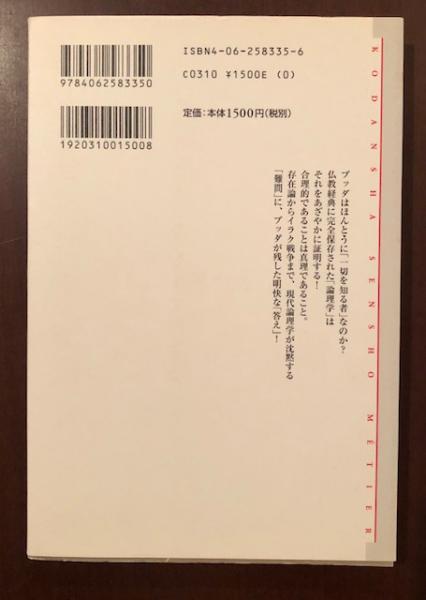 ISBN4-06-258335-6
C0310 ¥1500E (0)
定価:本体1500円(税別)
9784062583350
1920310015008
ブッダはほんとうに「一切を知る者」なのか?
仏教経典に完全保存された「論理学」は
それをあざやかに証明する!
合理的であることは真理であること。
存在論からイラク戦争まで、現代論理学が沈黙する
「難問」に、ブッダが残した明快な「答え」!
KODANSHA SENSHO MÉTIER